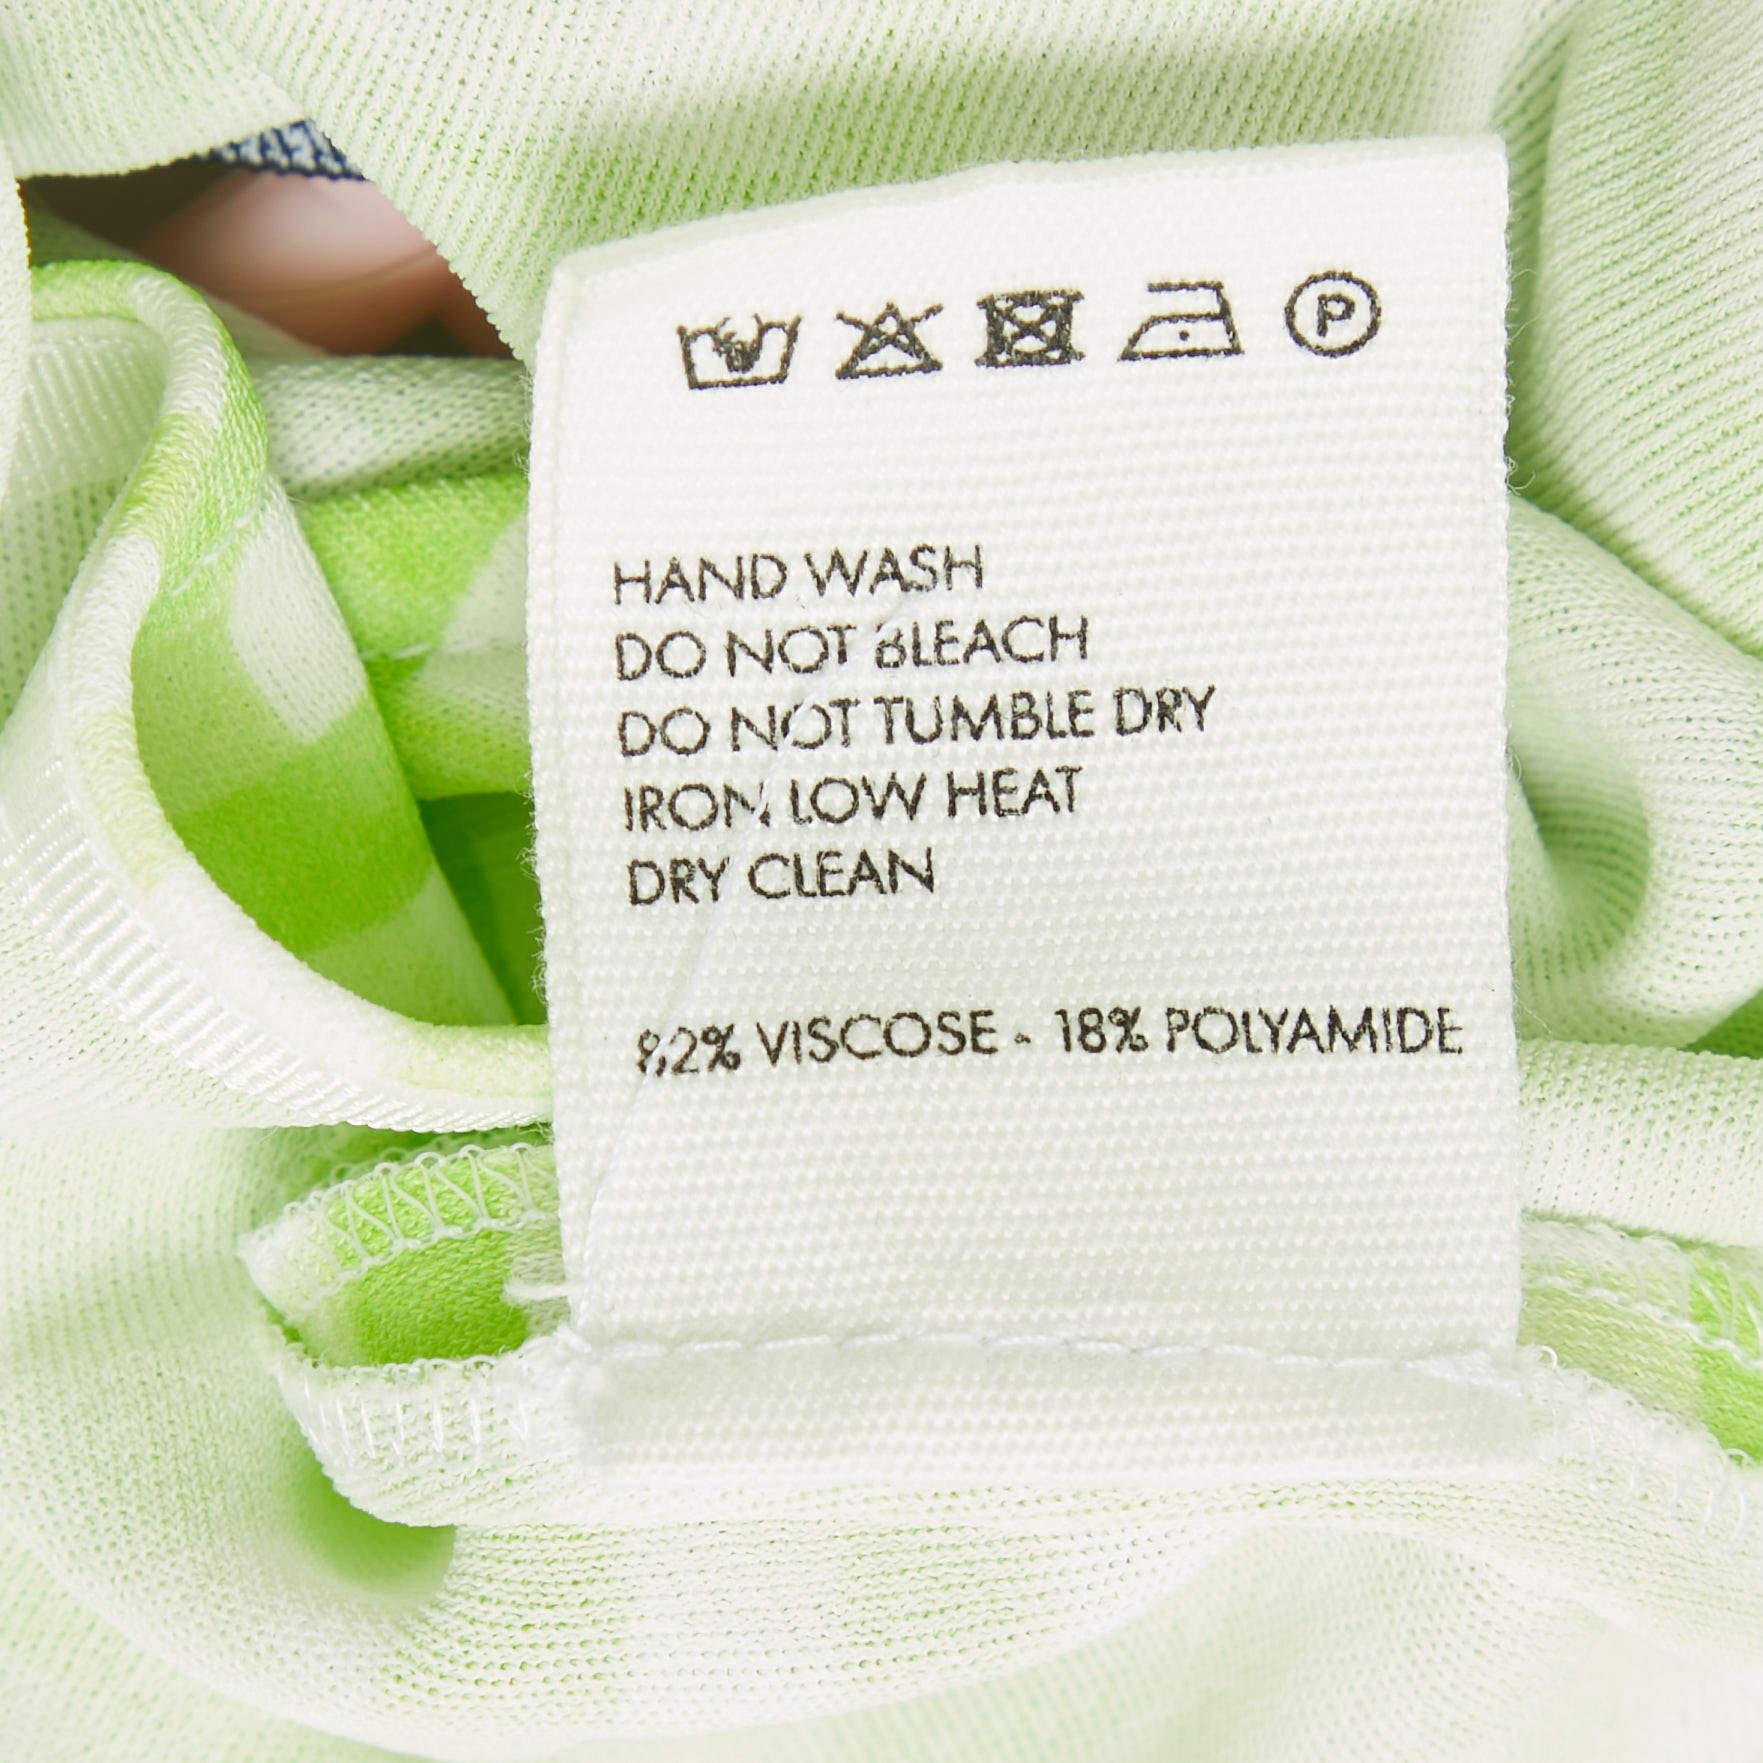 P
HAND WASH
DO NOT BLEACH
DO NOT TUMBLE DRY
IRON LOW HEAT
DRY CLEAN
82% VISCOSE - 18% POLYAMIDE